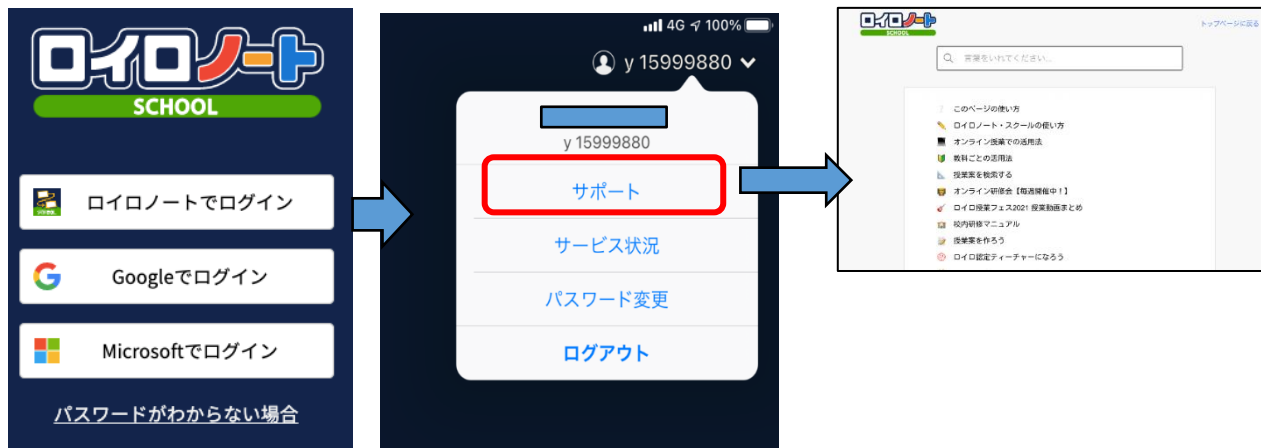 ロイロノート
SCHOOL
ロイロノートでログイン
Googleでログイン
Microsoftでログイン
パスワードがわからない場合
4G 100%
y 15999880
y 15999880
サポート
サービス状況
パスワード変更
ログアウト
ロイロノート
SCHOOL
トップページに戻る
言葉をいれてください...
このページの使い方
ロイロノート・スクールの使い方
オンライン授業での活用法
教科ごとの活用法
授業案を検索する
オンライン研修会【毎週開催中！】
ロイロ授業フェス2021 授業動画まとめ
校内研修マニュアル
授業案を作ろう
ロイロ認定ティーチャーになろう